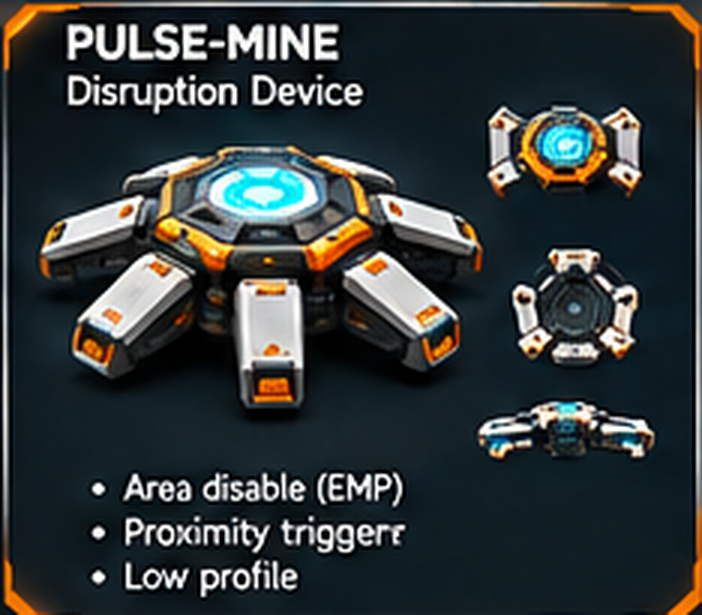 PULSE-MINE
Disruption Device
• Area disable (EMP)
• Proximity triggerr
• Low profile